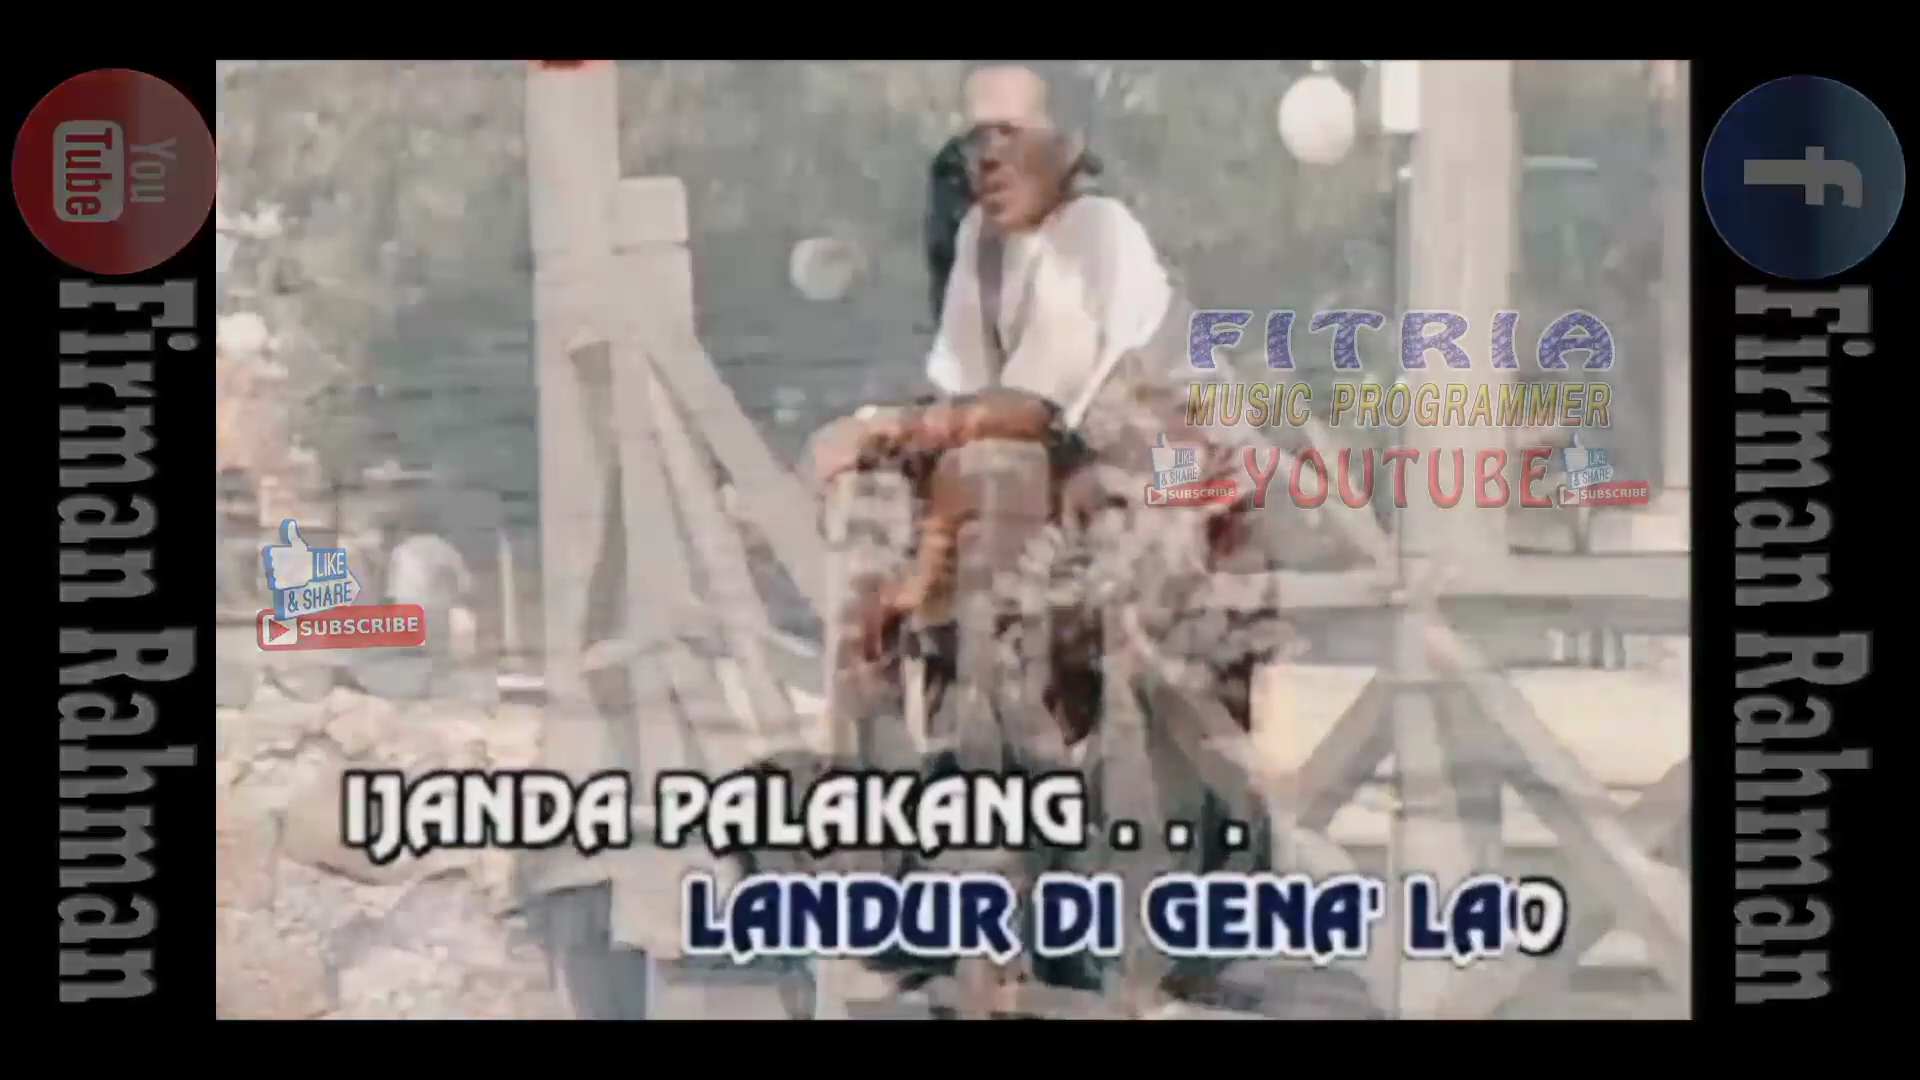 You
Tube
Firman Rahman
f
Firman Rahman
FITRIA
MUSIC PROGRAMMER
LIKE
& SHARE
SUBSCRIBE
YOUTUBE
LIKE
& SHARE
SUBSCRIBE
LIKE
& SHARE
SUBSCRIBE
IJANDA PALAKANG . . .
LANDUR DI GENA' LAO